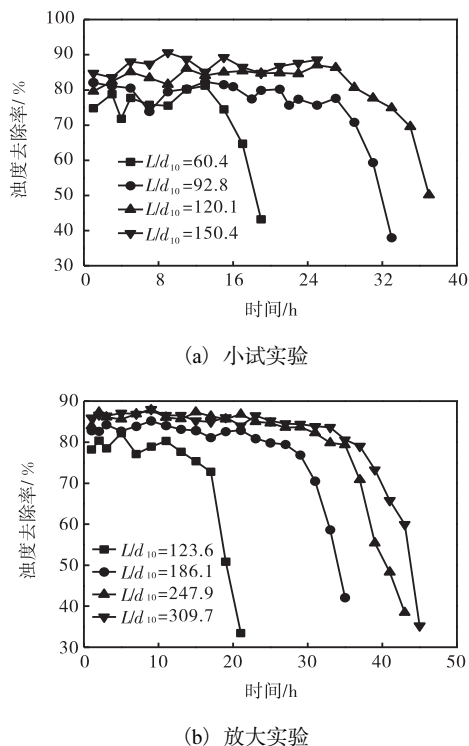 100
90
80
70
60
50
40
30
浊度去除率/%
L/d10=60.4
L/d10=92.8
L/d10=120.1
L/d10=150.4
0 8 16 24 32 40
时间/h
(a) 小试实验
90
80
70
60
50
40
30
浊度去除率/%
L/d10=123.6
L/d10=186.1
L/d10=247.9
L/d10=309.7
0 10 20 30 40 50
时间/h
(b) 放大实验